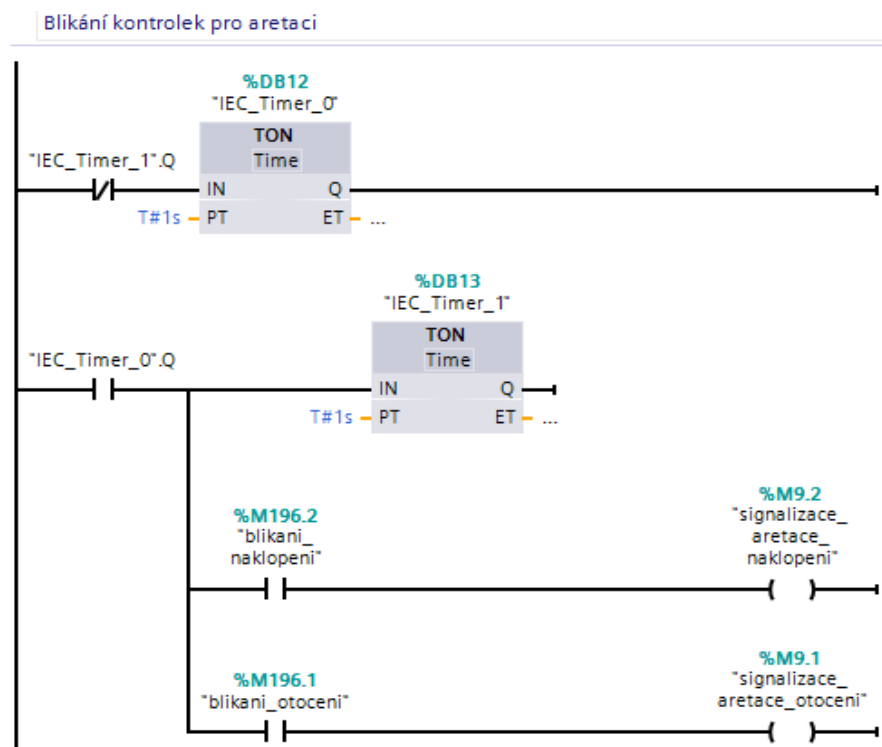 Blikání kontrolek pro aretaci
%DB12
"IEC_Timer_0"
TON
Time
"IEC_Timer_1".Q
IN Q
T#1s PT ET ...
%DB13
"IEC_Timer_1"
TON
Time
"IEC_Timer_0".Q
IN Q
T#1s PT ET ...
%M196.2
"blikani_
naklopeni"
%M9.2
"signalizace_
aretace_
naklopeni"
%M196.1
"blikani_otoceni"
%M9.1
"signalizace_
aretace_otoceni"